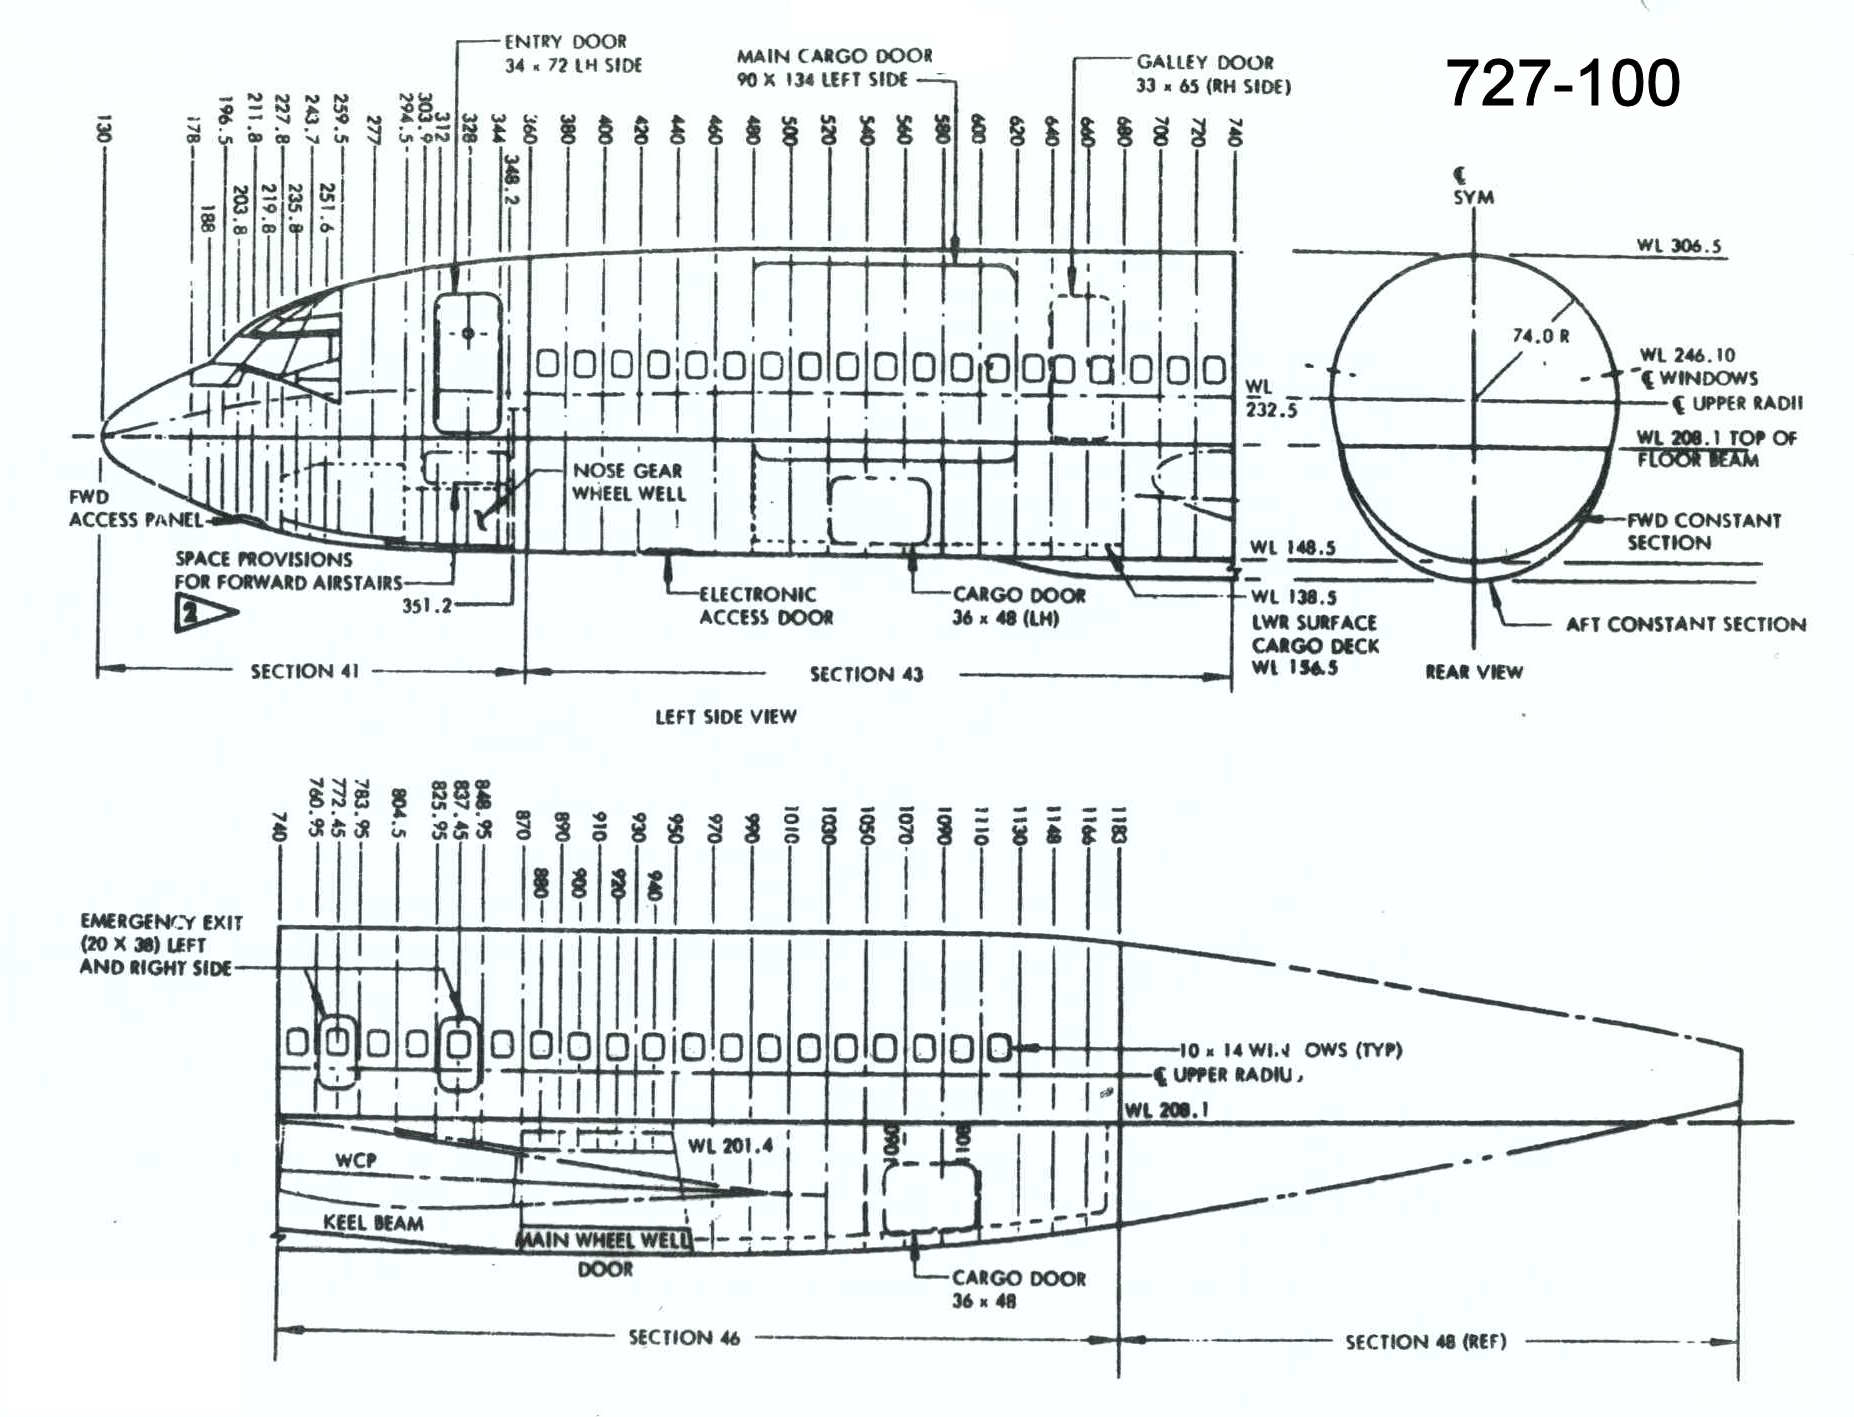 727-100
ENTRY DOOR
34 x 72 LH SIDE
MAIN CARGO DOOR
90 X 134 LEFT SIDE
GALLEY DOOR
33 x 65 (RH SIDE)
130
178
188
196.5
203.8
211.8
219.8
227.8
235.8
243.7
251.6
259.5
277
294.5
303.9
312
328
344
348.2
360
380
400
420
440
460
480
500
520
540
560
580
600
620
640
660
680
700
720
740
℄
SYM
WL 306.5
74.0 R
WL 246.10
℄ WINDOWS
℄ UPPER RADII
WL
232.5
WL 208.1 TOP OF
FLOOR BEAM
FWD
ACCESS PANEL
NOSE GEAR
WHEEL WELL
FWD CONSTANT
SECTION
SPACE PROVISIONS
FOR FORWARD AIRSTAIRS
2
351.2
ELECTRONIC
ACCESS DOOR
CARGO DOOR
36 x 48 (LH)
WL 148.5
WL 138.5
LWR SURFACE
CARGO DECK
WL 156.5
AFT CONSTANT SECTION
SECTION 41
SECTION 43
REAR VIEW
LEFT SIDE VIEW
740
760.95
772.45
783.95
804.5
825.95
837.45
848.95
870
880
890
900
910
920
930
940
950
970
990
1010
1030
1050
1070
1090
1110
1130
1148
1166
1183
EMERGENCY EXIT
(20 X 38) LEFT
AND RIGHT SIDE
10 x 14 WIN OWS (TYP)
℄ UPPER RADIU
WL 208.1
WL 201.4
1090
1108
WCP
KEEL BEAM
MAIN WHEEL WELL
DOOR
CARGO DOOR
36 x 48
SECTION 46
SECTION 48 (REF)